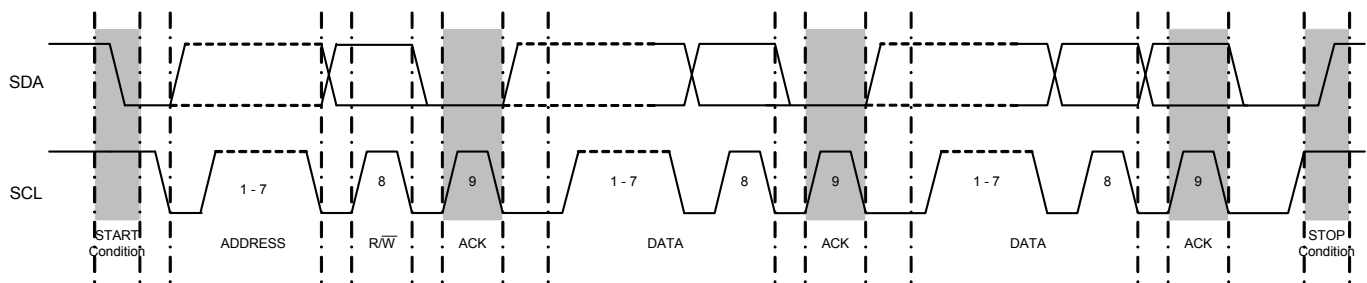 SDA
SCL
1 - 7
8
9
1 - 7
8
9
1 - 7
8
9
START
Condition
ADDRESS
R/W̅
ACK
DATA
ACK
DATA
ACK
STOP
Condition